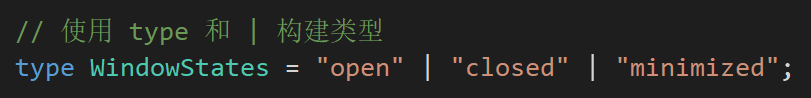 // 使用 type 和 | 构建类型
type WindowStates = "open" | "closed" | "minimized";